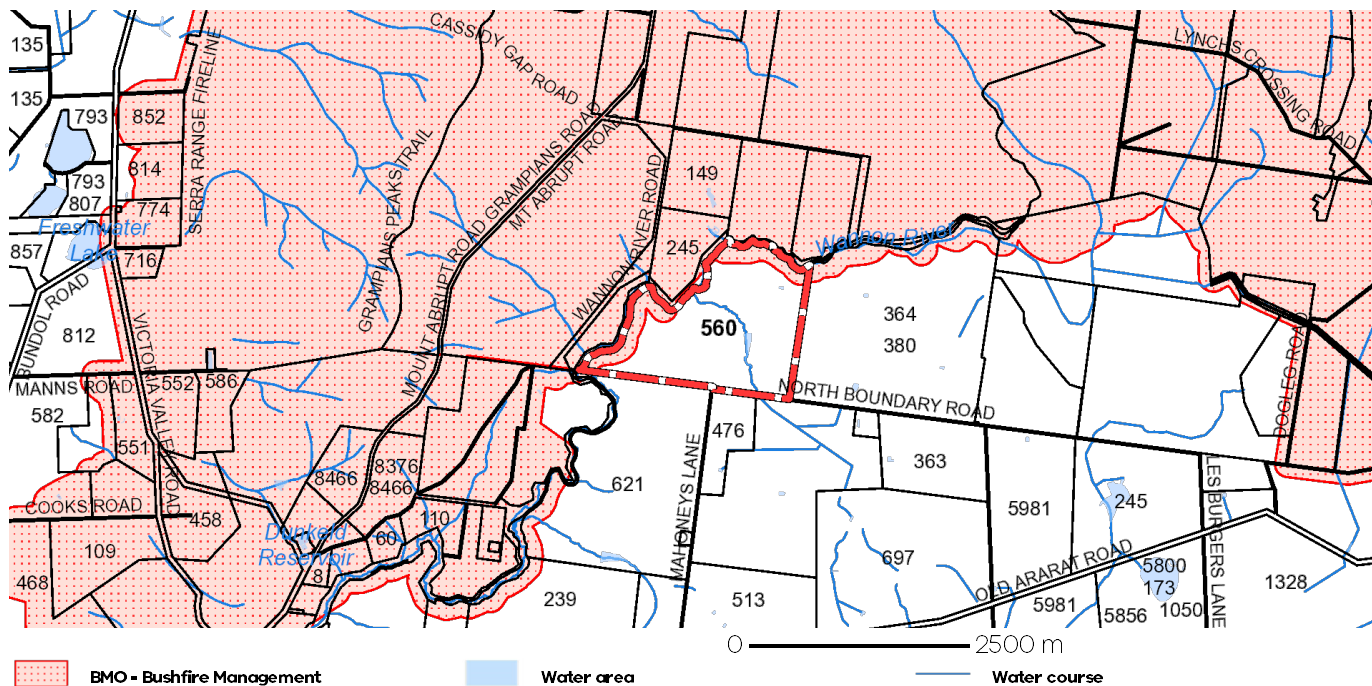 135
CASSIDY GAP ROAD
LYNCHS CROSSING ROAD
135
793
852
SERRA RANGE FIRELINE
GRAMPIANS ROAD
MT ABRUPT ROAD
814
149
793
GRAMPIANS PEAKS TRAIL
WANNON RIVER ROAD
807
774
Freshwater
Lake
Wannon River
857
716
245
BUNDOL ROAD
812
VICTORIA VALLEY ROAD
MOUNT ABRUPT ROAD
560
364
380
DOGLEG ROAD
MANNS ROAD
552
586
NORTH BOUNDARY ROAD
582
551
476
8376
8466
8466
363
621
MAHONEYS LANE
LES BURGERS LANE
COOKS ROAD
458
110
5981
245
Dunkeld
Reservoir
60
109
697
OLD ARARAT ROAD
468
8
5800
173
1328
239
513
5981
5856
1050
0
2500 m
BMO - Bushfire Management
Water area
Water course